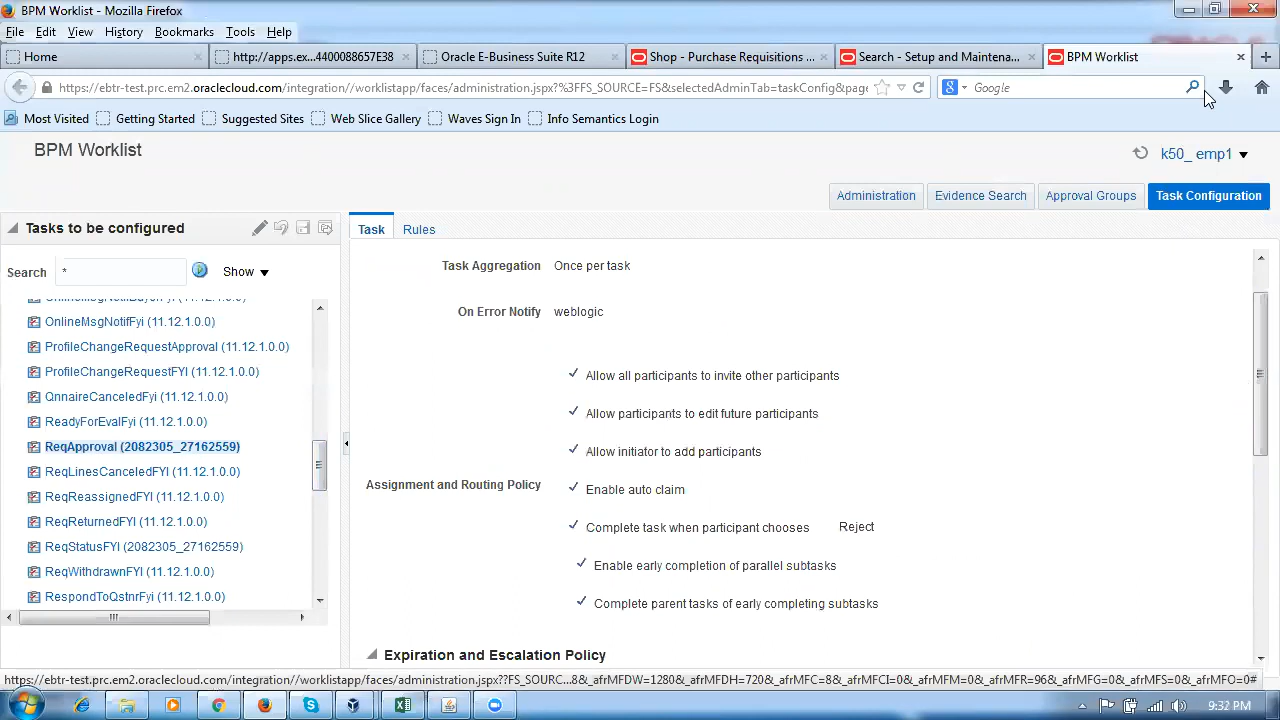 BPM Worklist - Mozilla Firefox
File Edit View History Bookmarks Tools Help
Home
http://apps.ex...4400088657E38
Oracle E-Business Suite R12
Shop - Purchase Requisitions ...
Search - Setup and Maintena...
BPM Worklist
https://ebtr-test.prc.em2.oraclecloud.com/integration//worklistapp/faces/administration.jspx?%3FFS_SOURCE=FS&selectedAdminTab=taskConfig&page
Google
Most Visited Getting Started Suggested Sites Web Slice Gallery Waves Sign In Info Semantics Login
BPM Worklist
k50_ emp1
Administration Evidence Search Approval Groups Task Configuration
Tasks to be configured
Search * Show
OnlineMsgNotifFyi (11.12.1.0.0)
ProfileChangeRequestApproval (11.12.1.0.0)
ProfileChangeRequestFYI (11.12.1.0.0)
QnnaireCanceledFyi (11.12.1.0.0)
ReadyForEvalFyi (11.12.1.0.0)
ReqApproval (2082305_27162559)
ReqLinesCanceledFYI (11.12.1.0.0)
ReqReassignedFYI (11.12.1.0.0)
ReqReturnedFYI (11.12.1.0.0)
ReqStatusFYI (2082305_27162559)
ReqWithdrawnFYI (11.12.1.0.0)
RespondToQstnrFyi (11.12.1.0.0)
Task Rules
Task Aggregation Once per task
On Error Notify weblogic
Allow all participants to invite other participants
Allow participants to edit future participants
Allow initiator to add participants
Assignment and Routing Policy
Enable auto claim
Complete task when participant chooses Reject
Enable early completion of parallel subtasks
Complete parent tasks of early completing subtasks
Expiration and Escalation Policy
https://ebtr-test.prc.em2.oraclecloud.com/integration//worklistapp/faces/administration.jspx??FS_SOURC...8&_afrMFDW=1280&_afrMFDH=720&_afrMFC=8&_afrMFCI=0&_afrMFM=0&_afrMFR=96&_afrMFG=0&_afrMFS=0&_afrMFO=0#
9:32 PM